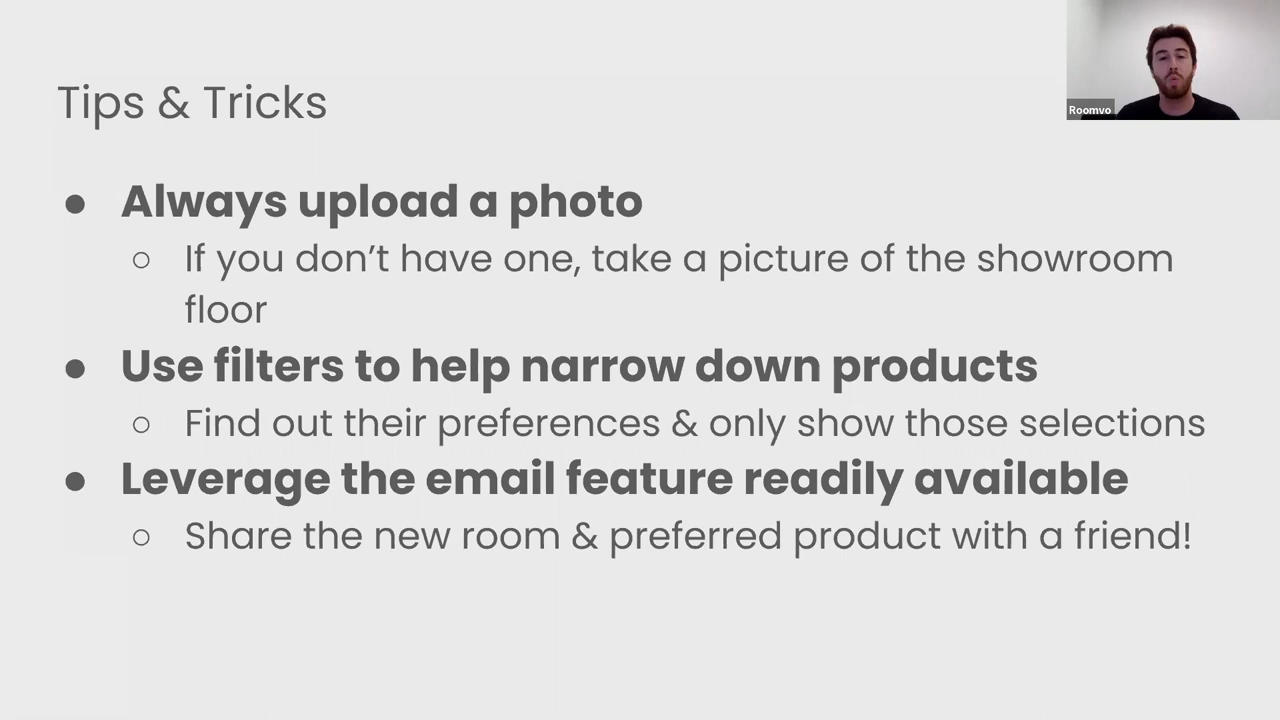 Tips & Tricks
Roomvo
● Always upload a photo
○ If you don’t have one, take a picture of the showroom
floor
● Use filters to help narrow down products
○ Find out their preferences & only show those selections
● Leverage the email feature readily available
○ Share the new room & preferred product with a friend!